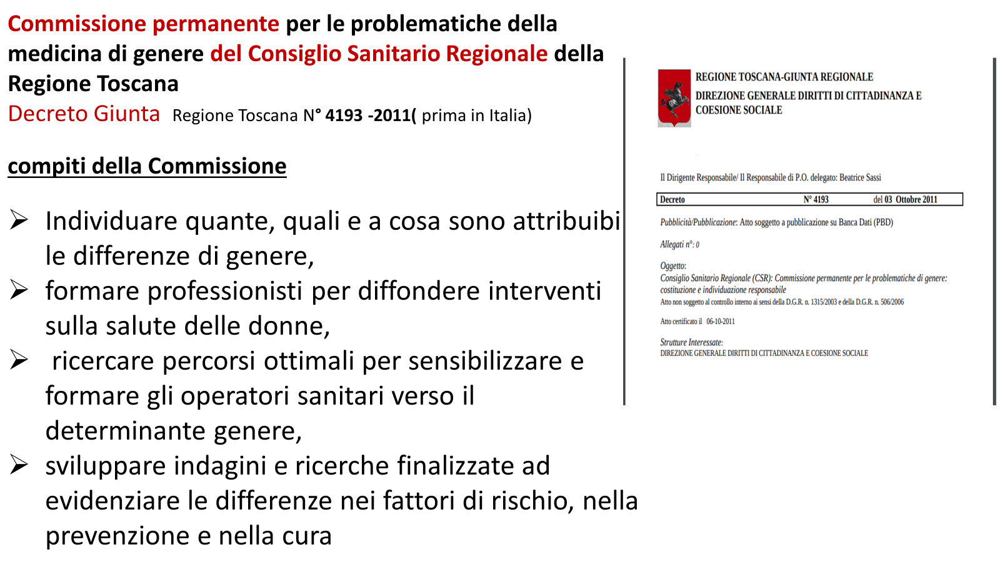 Commissione permanente per le problematiche della
medicina di genere del Consiglio Sanitario Regionale della
Regione Toscana
Decreto Giunta Regione Toscana N° 4193 -2011( prima in Italia)
compiti della Commissione
➢ Individuare quante, quali e a cosa sono attribuibi
le differenze di genere,
➢ formare professionisti per diffondere interventi
sulla salute delle donne,
➢ ricercare percorsi ottimali per sensibilizzare e
formare gli operatori sanitari verso il
determinante genere,
➢ sviluppare indagini e ricerche finalizzate ad
evidenziare le differenze nei fattori di rischio, nella
prevenzione e nella cura
REGIONE TOSCANA-GIUNTA REGIONALE
DIREZIONE GENERALE DIRITTI DI CITTADINANZA E
COESIONE SOCIALE
Il Dirigente Responsabile/ Il Responsabile di P.O. delegato: Beatrice Sassi
Decreto N° 4193 del 03 Ottobre 2011
Pubblicità/Pubblicazione: Atto soggetto a pubblicazione su Banca Dati (PBD)
Allegati n°: 0
Oggetto:
Consiglio Sanitario Regionale (CSR): Commissione permanente per le problematiche di genere:
costituzione e individuazione responsabile
Atto non soggetto al controllo interno ai sensi della D.G.R. n. 1315/2003 e della D.G.R. n. 506/2006
Atto certificato il 06-10-2011
Strutture Interessate:
DIREZIONE GENERALE DIRITTI DI CITTADINANZA E COESIONE SOCIALE